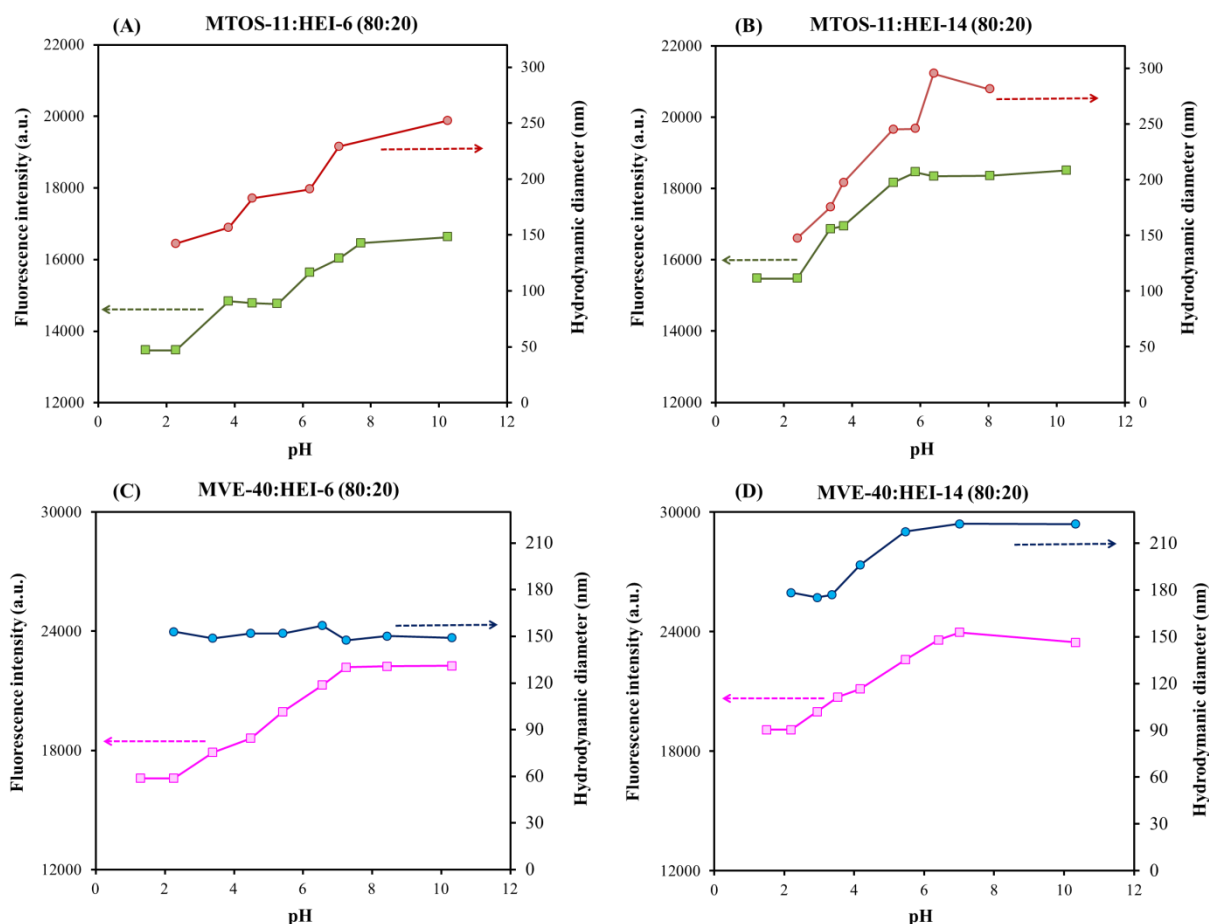 (A) MTOS-11:HEI-6 (80:20)
Fluorescence intensity (a.u.)
22000
20000
18000
16000
14000
12000
0 2 4 6 8 10 12
pH
300
250
200
150
100
50
0
Hydrodynamic diameter (nm)
(B) MTOS-11:HEI-14 (80:20)
Fluorescence intensity (a.u.)
22000
20000
18000
16000
14000
12000
0 2 4 6 8 10 12
pH
300
250
200
150
100
50
0
Hydrodynamic diameter (nm)
(C) MVE-40:HEI-6 (80:20)
Fluorescence intensity (a.u.)
30000
24000
18000
12000
0 2 4 6 8 10 12
pH
210
180
150
120
90
60
30
0
Hydrodymanic diameter (nm)
(D) MVE-40:HEI-14 (80:20)
Fluorescence intensity (a.u.)
30000
24000
18000
12000
0 2 4 6 8 10 12
pH
210
180
150
120
90
60
30
0
Hydrodymanic diameter (nm)